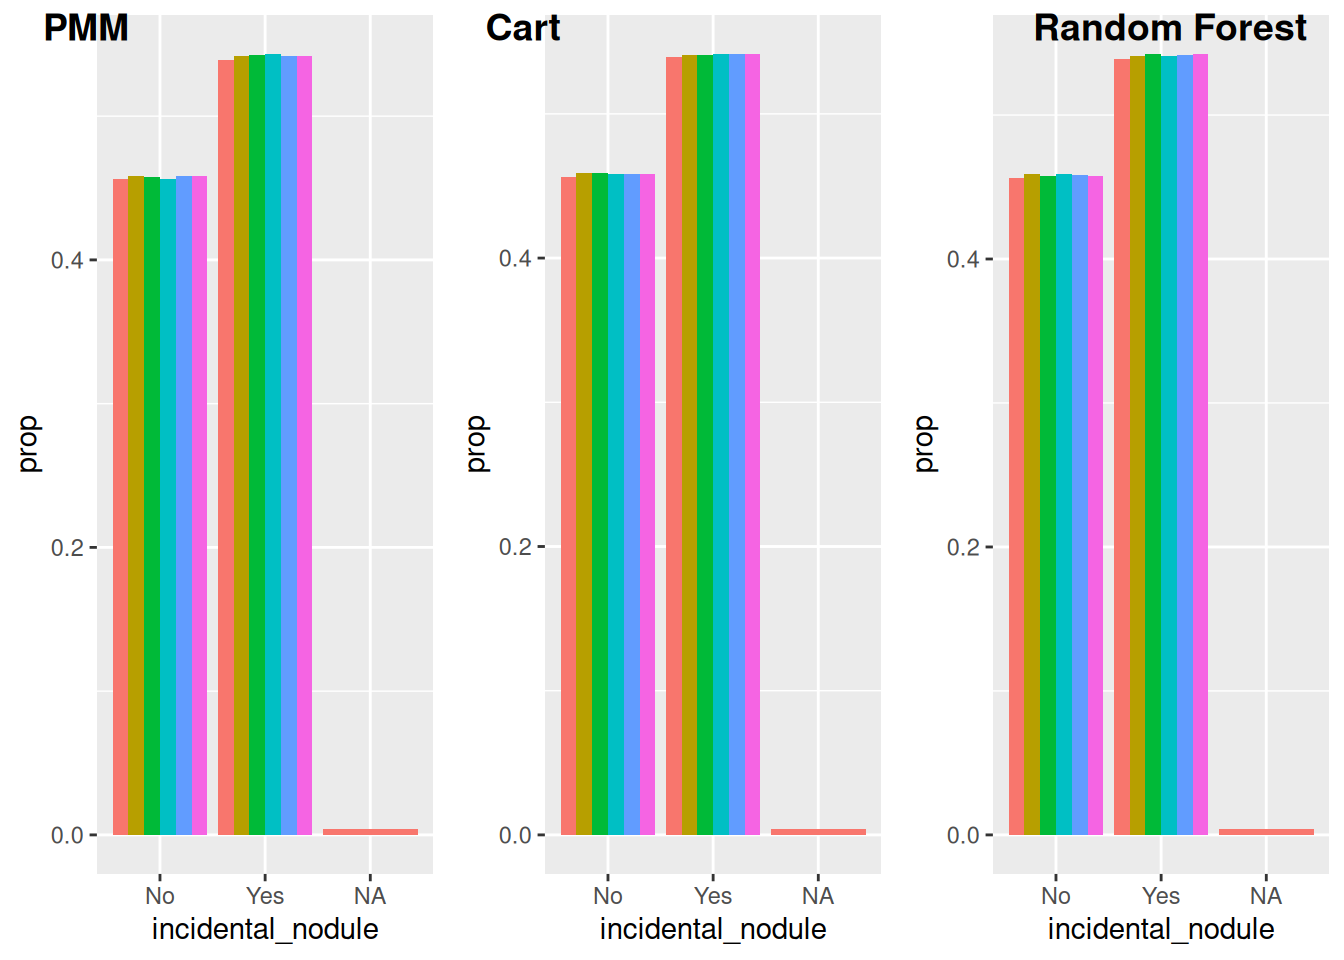 PMM
prop
0.4
0.2
0.0
No Yes NA
incidental_nodule
Cart
prop
0.4
0.2
0.0
No Yes NA
incidental_nodule
Random Forest
prop
0.4
0.2
0.0
No Yes NA
incidental_nodule